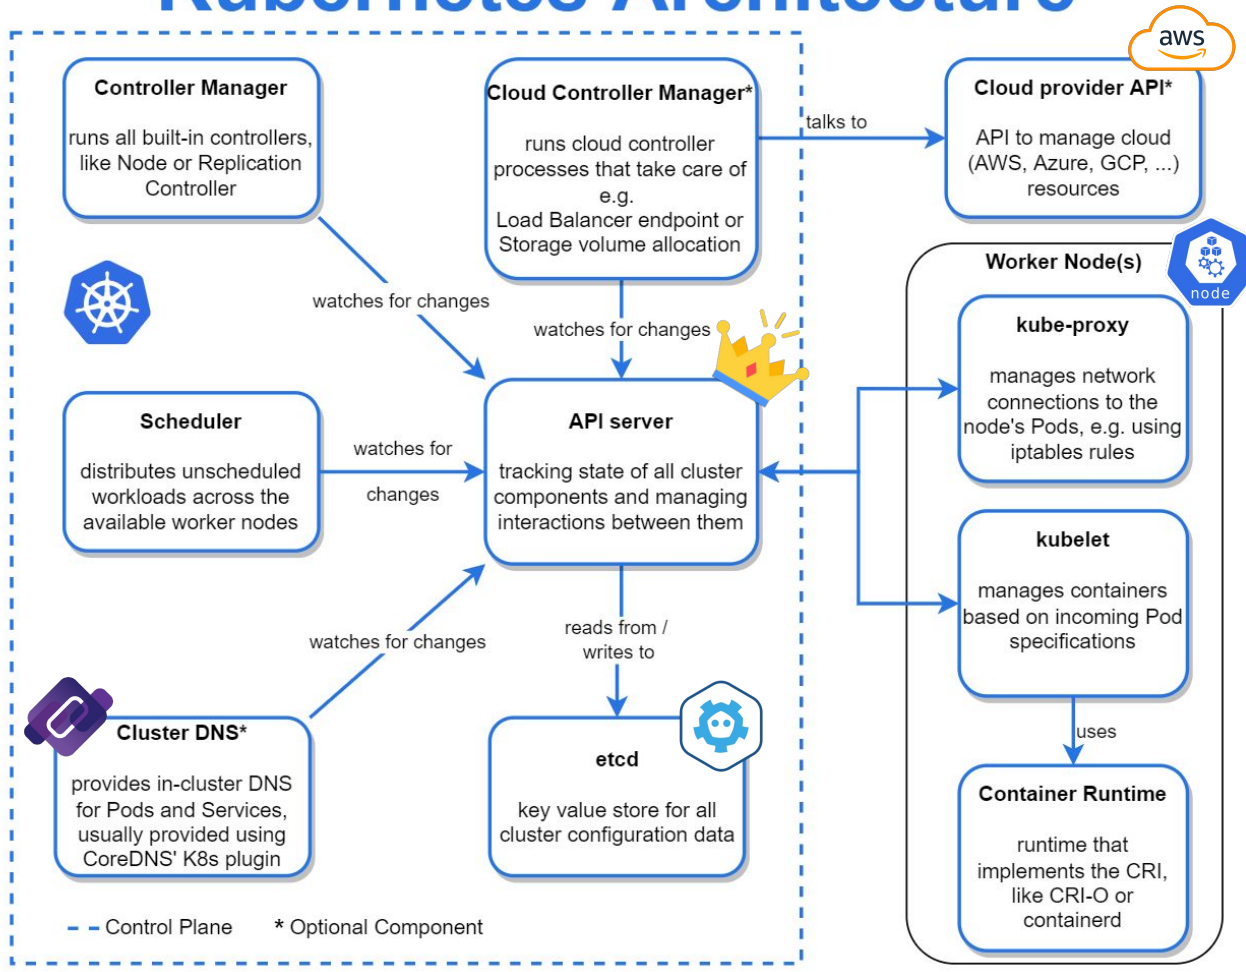 Kubernetes Architecture
aws
Controller Manager
runs all built-in controllers,
like Node or Replication
Controller
Cloud Controller Manager*
runs cloud controller
processes that take care of
e.g.
Load Balancer endpoint or
Storage volume allocation
talks to
Cloud provider API*
API to manage cloud
(AWS, Azure, GCP, ...)
resources
watches for changes
watches for changes
Worker Node(s)
node
kube-proxy
manages network
connections to the
node's Pods, e.g. using
iptables rules
Scheduler
distributes unscheduled
workloads across the
available worker nodes
watches for
changes
API server
tracking state of all cluster
components and managing
interactions between them
kubelet
manages containers
based on incoming Pod
specifications
watches for changes
reads from /
writes to
uses
Cluster DNS*
provides in-cluster DNS
for Pods and Services,
usually provided using
CoreDNS' K8s plugin
etcd
key value store for all
cluster configuration data
Container Runtime
runtime that
implements the CRI,
like CRI-O or
containerd
Control Plane
* Optional Component